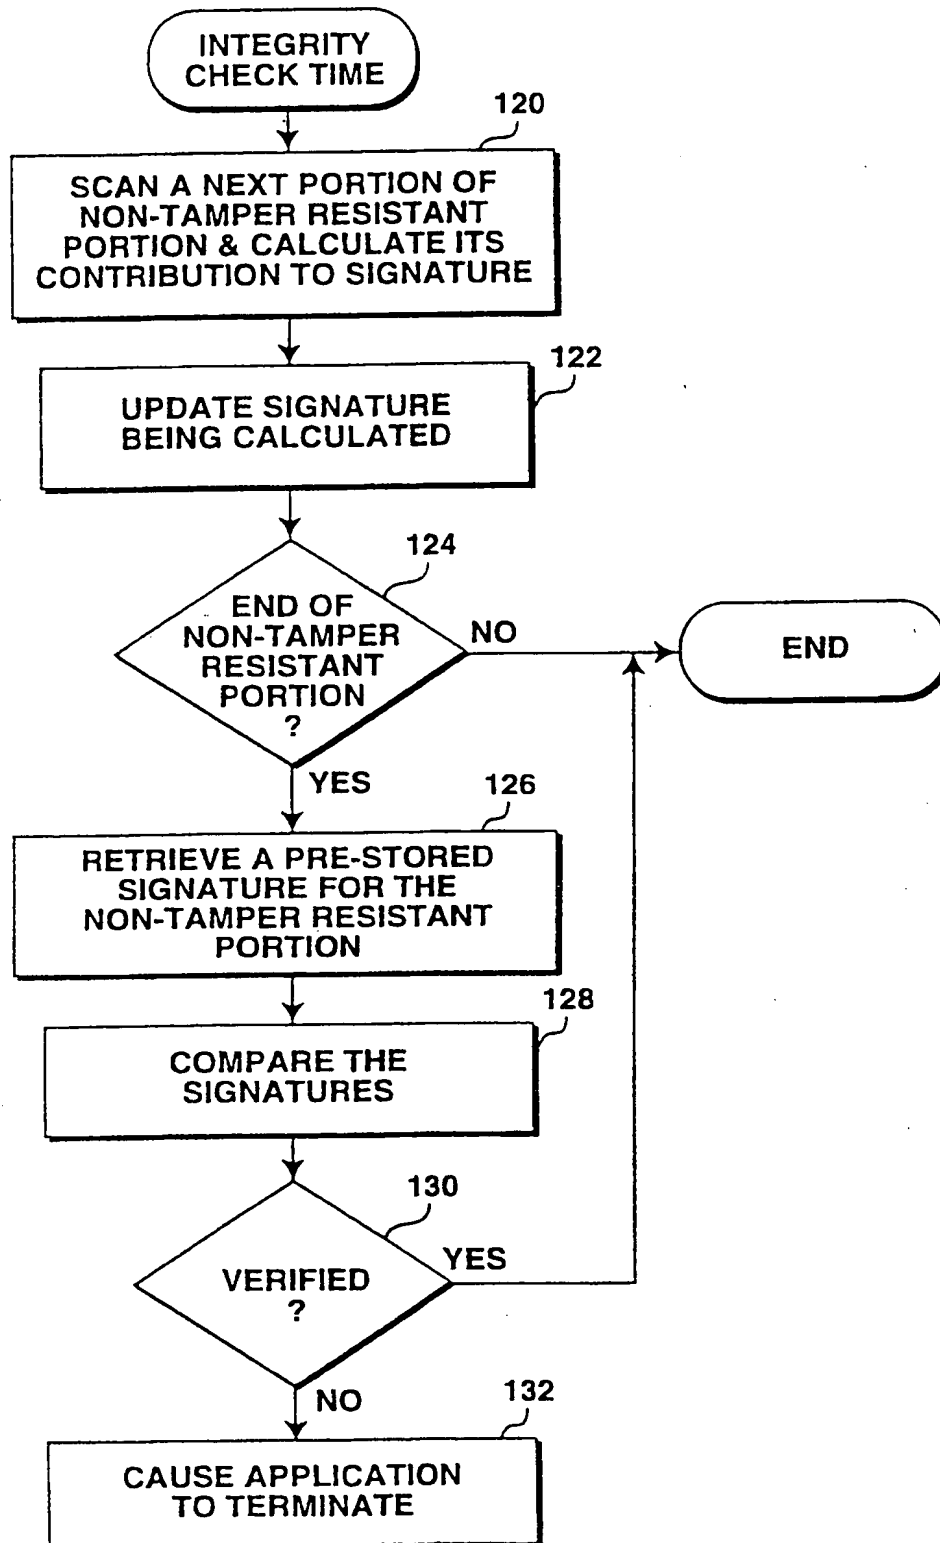 INTEGRITY
CHECK TIME
120
SCAN A NEXT PORTION OF
NON-TAMPER RESISTANT
PORTION & CALCULATE ITS
CONTRIBUTION TO SIGNATURE
122
UPDATE SIGNATURE
BEING CALCULATED
124
END OF
NON-TAMPER
RESISTANT
PORTION
?
NO
END
YES
126
RETRIEVE A PRE-STORED
SIGNATURE FOR THE
NON-TAMPER RESISTANT
PORTION
128
COMPARE THE
SIGNATURES
130
VERIFIED
?
YES
NO
132
CAUSE APPLICATION
TO TERMINATE